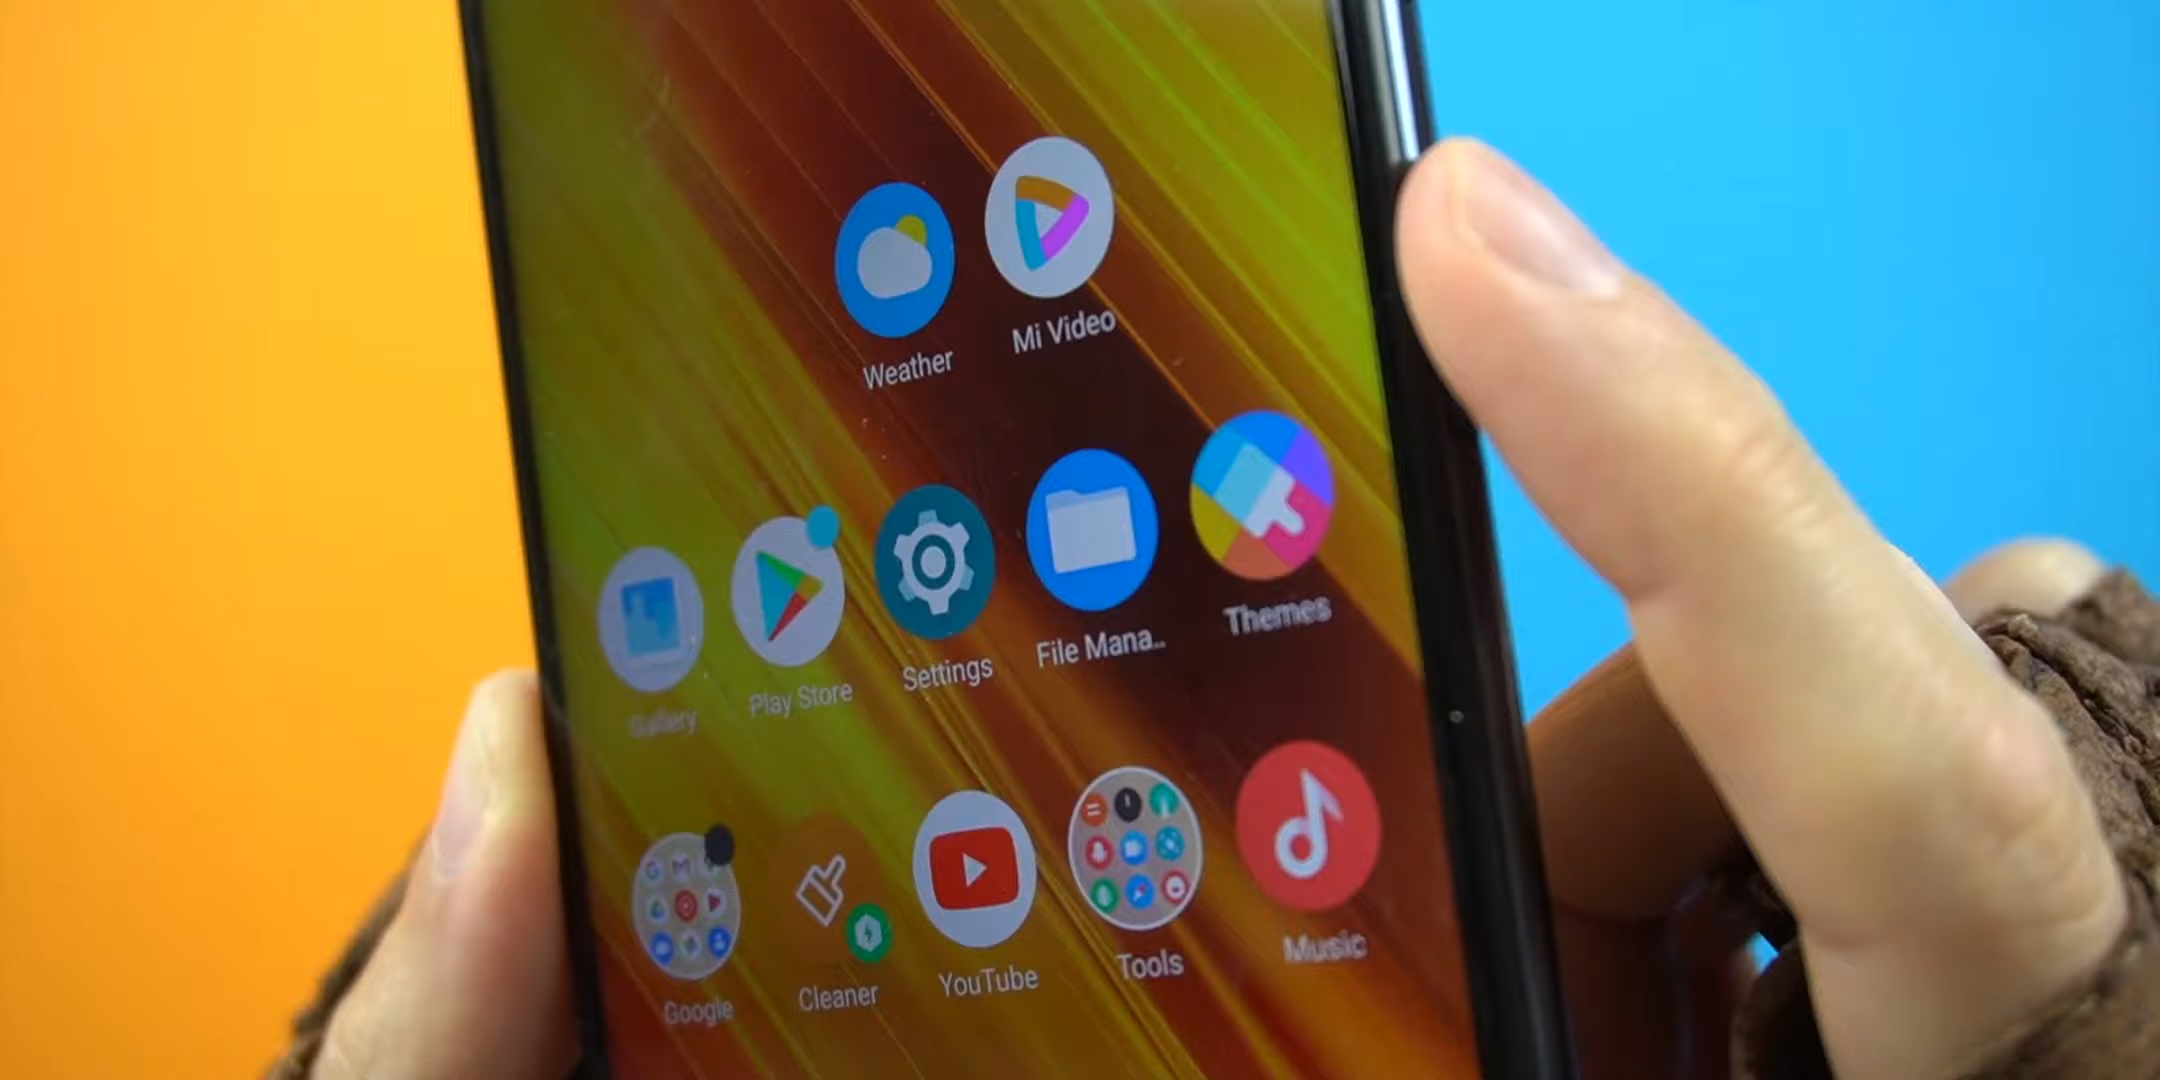 Weather
Mi Video
Gallery
Play Store
Settings
File Mana...
Themes
Google
Cleaner
YouTube
Tools
Music